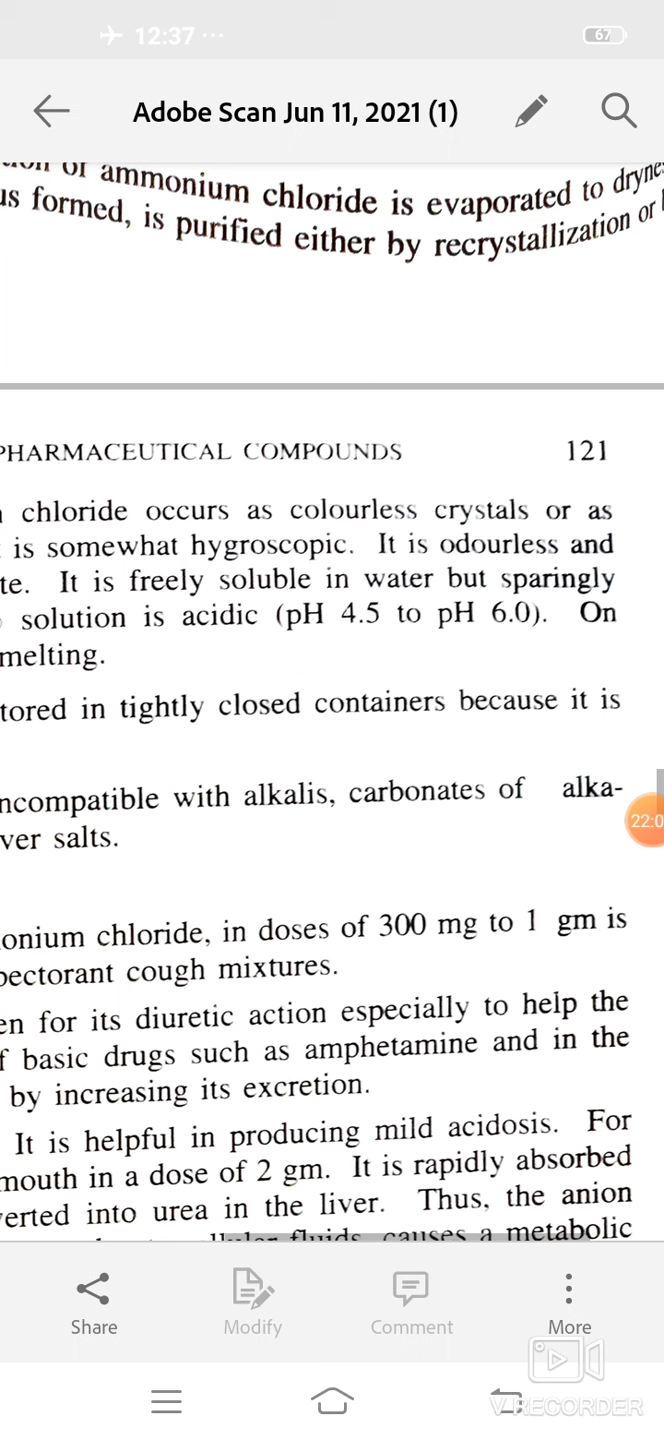 12:37 ...
67
Adobe Scan Jun 11, 2021 (1)
of ammonium chloride is evaporated to
formed, is purified either by recrystallization or
PHARMACEUTICAL COMPOUNDS 121
chloride occurs as colourless crystals or as
is somewhat hygroscopic. It is odourless and
te. It is freely soluble in water but sparingly
solution is acidic (pH 4.5 to pH 6.0). On
melting.
tored in tightly closed containers because it is
ncompatible with alkalis, carbonates of alka-
ver salts.
22:0
onium chloride, in doses of 300 mg to 1 gm is
pectorant cough mixtures.
en for its diuretic action especially to help the
f basic drugs such as amphetamine and in the
by increasing its excretion.
It is helpful in producing mild acidosis. For
mouth in a dose of 2 gm. It is rapidly absorbed
erted into urea in the liver. Thus, the anion
fluids causes a metabolic
Share
Modify
Comment
More
V RECORDER